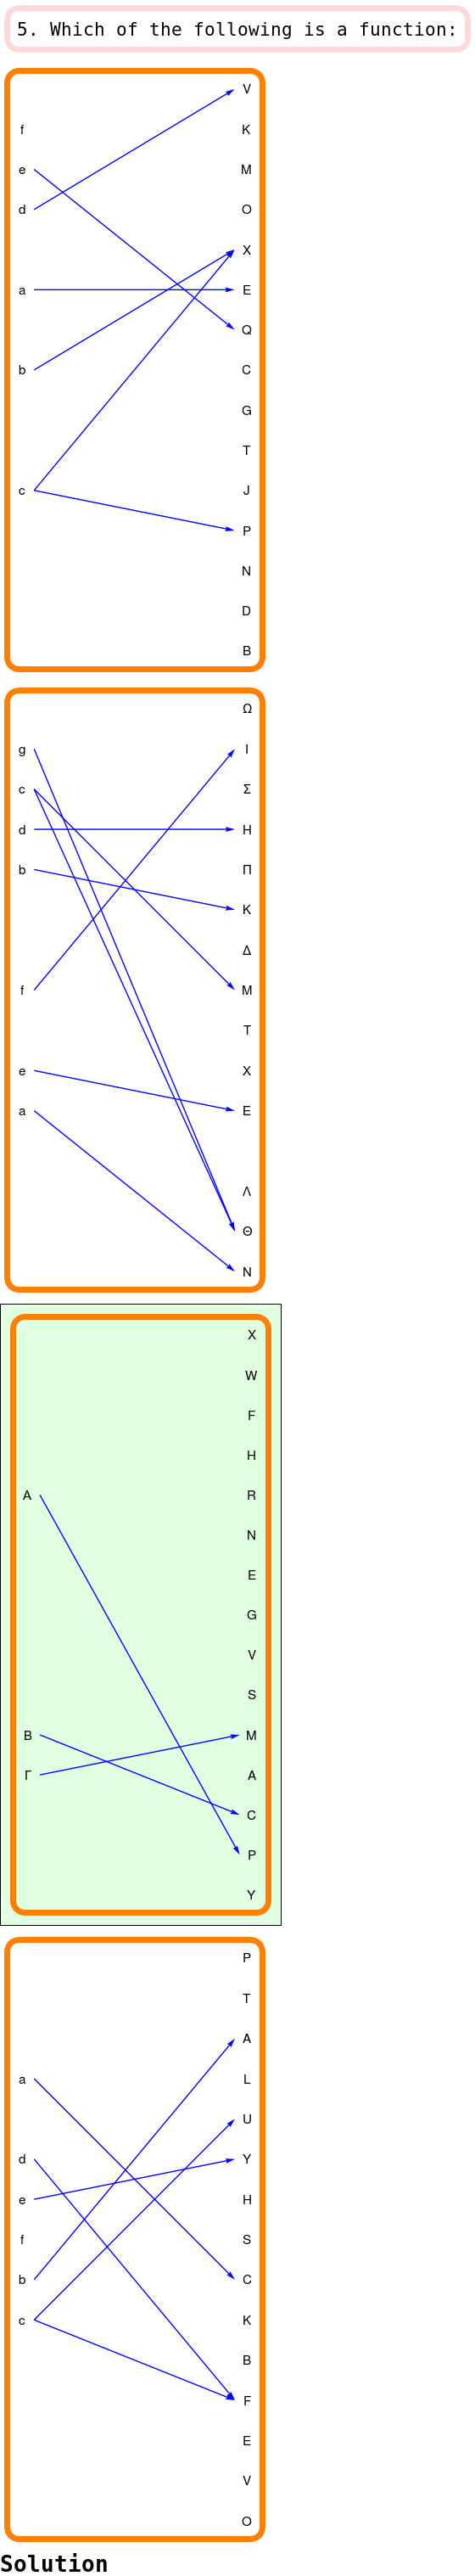 5. Which of the following is a function:
V
f K
e M
d O
X
a E
Q
b C
G
T
c J
P
N
D
B
Ω
g Ι
c Σ
d Η
b Π
Κ
Δ
f Μ
Τ
e Χ
a Ε
Λ
Θ
Ν
X
W
F
H
Α R
N
E
G
V
S
Β M
Γ A
C
P
Y
P
T
A
a L
U
d Y
e H
f S
b C
c K
B
F
E
V
O
Solution